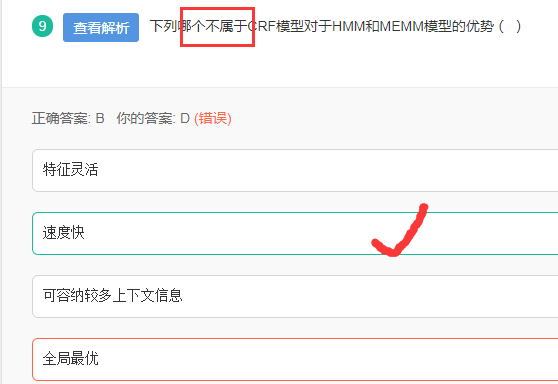 9 查看解析 下列哪个不属于CRF模型对于HMM和MEMM模型的优势 ( )
正确答案: B 你的答案: D (错误)
特征灵活
速度快
可容纳较多上下文信息
全局最优